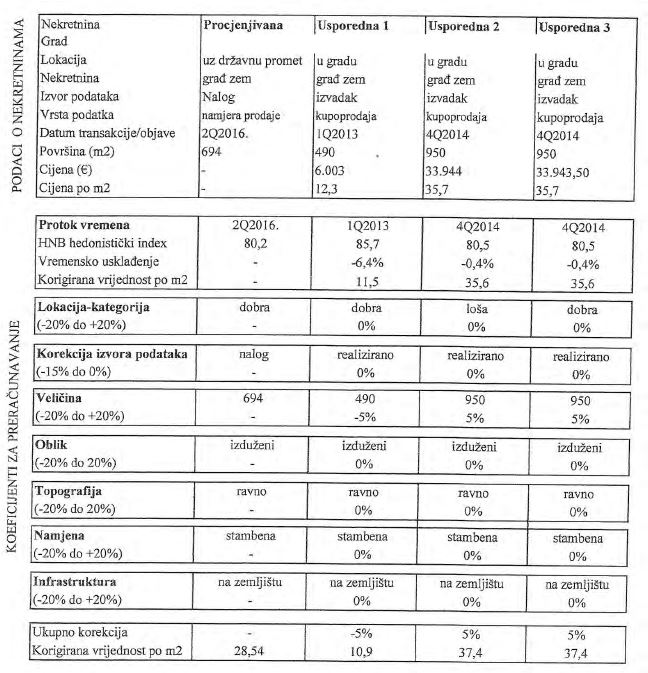 PODACI O NEKRETNINAMA
Nekretnina Procjenjivana Usporedna 1 Usporedna 2 Usporedna 3
Grad
Lokacija uz državnu promet u gradu u gradu u gradu
Nekretnina građ zem građ zem građ zem građ zem
Izvor podataka Nalog izvadak izvadak izvadak
Vrsta podatka namjera prodaje kupoprodaja kupoprodaja kupoprodaja
Datum transakcije/objave 2Q2016. 1Q2013 4Q2014 4Q2014
Površina (m2) 694 490 950 950
Cijena (€) - 6.003 33.944 33.943,50
Cijena po m2 - 12,3 35,7 35,7
KOEFICIJENTI ZA PRERAČUNAVANJE
Protok vremena 2Q2016. 1Q2013 4Q2014 4Q2014
HNB hedonistički index 80,2 85,7 80,5 80,5
Vremensko usklađenje - -6,4% -0,4% -0,4%
Korigirana vrijednost po m2 - 11,5 35,6 35,6
Lokacija-kategorija dobra dobra loša dobra
(-20% do +20%) - 0% 0% 0%
Korekcija izvora podataka nalog realizirano realizirano realizirano
(-15% do 0%) - 0% 0% 0%
Veličina 694 490 950 950
(-20% do +20%) - -5% 5% 5%
Oblik izduženi izduženi izduženi izduženi
(-20% do 20%) - 0% 0% 0%
Topografija ravno ravno ravno ravno
(-20% do 20%) - 0% 0% 0%
Namjena stambena stambena stambena stambena
(-20% do +20%) - 0% 0% 0%
Infrastruktura na zemljištu na zemljištu na zemljištu na zemljištu
(-20% do +20%) - 0% 0% 0%
Ukupno korekcija - -5% 5% 5%
Korigirana vrijednost po m2 28,54 10,9 37,4 37,4